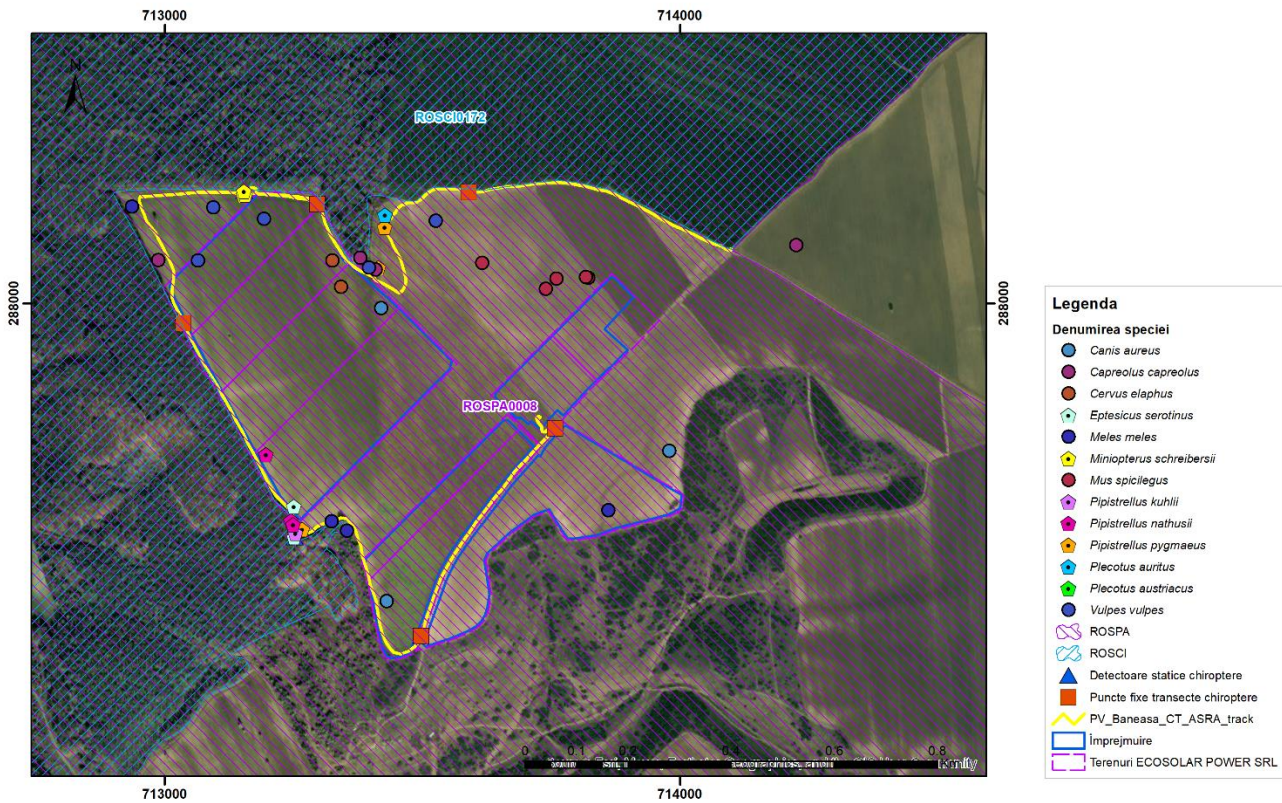 713000
714000
N
ROSCI0172
288000
288000
ROSPA0008
0
0.1
0.2
0.4
0.6
0.8
713000
714000
Legenda
Denumirea speciei
Canis aureus
Capreolus capreolus
Cervus elaphus
Eptesicus serotinus
Meles meles
Miniopterus schreibersii
Mus spicilegus
Pipistrellus kuhlii
Pipistrellus nathusii
Pipistrellus pygmaeus
Plecotus auritus
Plecotus austriacus
Vulpes vulpes
ROSPA
ROSCI
Detectoare statice chiroptere
Puncte fixe transecte chiroptere
PV_Baneasa_CT_ASRA_track
Împrejmuire
Terenuri ECOSOLAR POWER SRL